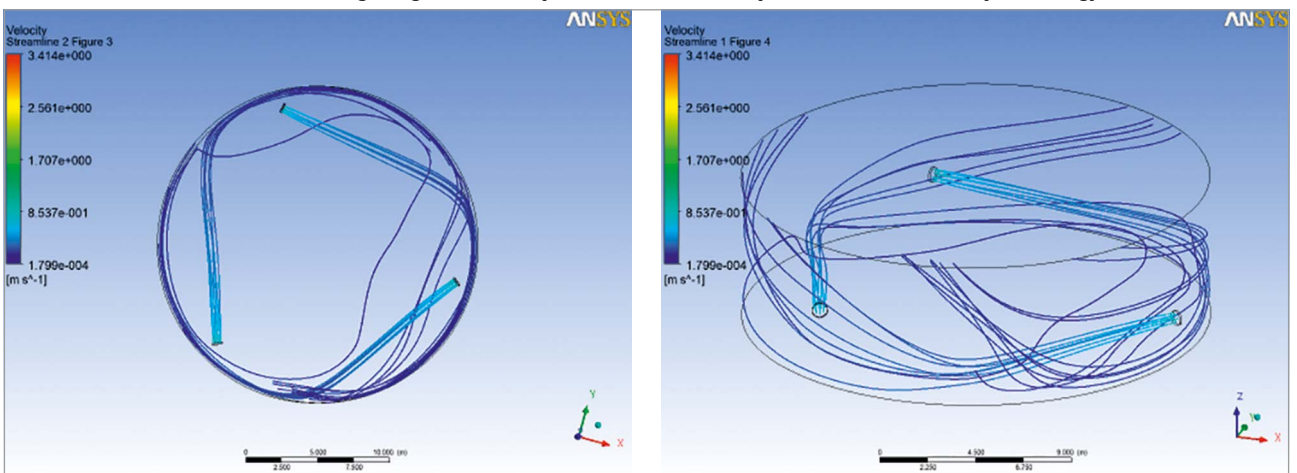 ANSYS
Velocity
Streamline 2 Figure 3
3.414e+000
2.561e+000
1.707e+000
8.537e-001
1.799e-004
[m s^-1]
Y
X
0 5.000 10.000 (m)
2.500 7.500
ANSYS
Velocity
Streamline 1 Figure 4
3.414e+000
2.561e+000
1.707e+000
8.537e-001
1.799e-004
[m s^-1]
Z
Y
X
0 4.500 9.000 (m)
2.250 6.750